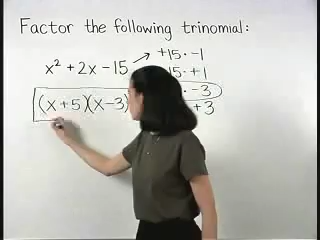 Factor the following trinomial:
x² + 2x - 15 → +15 · -1
15 · +1
(x + 5)(x - 3) · -3
+ 3